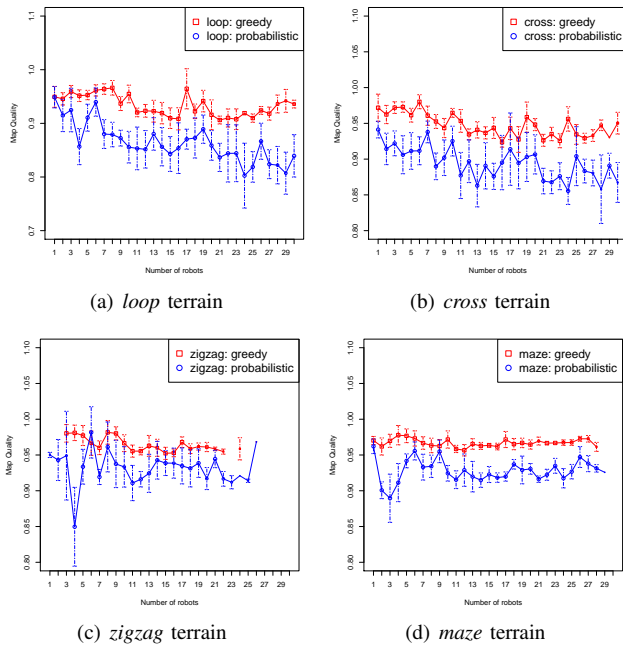 loop: greedy
loop: probabilistic
Map Quality
0.7 0.8 0.9 1.0 1.1
1 3 5 7 9 11 13 15 17 19 21 23 25 27 29
Number of robots
(a) loop terrain
cross: greedy
cross: probabilistic
Map Quality
0.80 0.85 0.90 0.95 1.00 1.10
1 3 5 7 9 11 13 15 17 19 21 23 25 27 29
Number of robots
(b) cross terrain
zigzag: greedy
zigzag: probabilistic
Map Quality
0.80 0.85 0.90 0.95 1.00 1.10
1 3 5 7 9 11 13 15 17 19 21 23 25 27 29
Number of robots
(c) zigzag terrain
maze: greedy
maze: probabilistic
Map Quality
0.80 0.85 0.90 0.95 1.00 1.10
1 3 5 7 9 11 13 15 17 19 21 23 25 27 29
Number of robots
(d) maze terrain